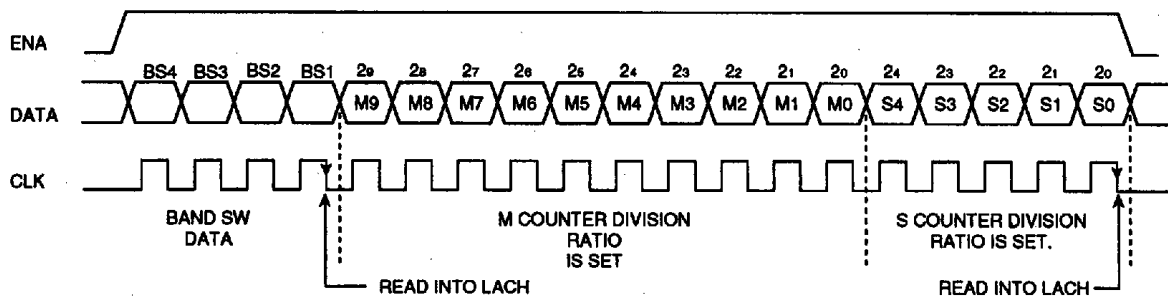 ENA
BS4 BS3 BS2 BS1 29 28 27 26 25 24 23 22 21 20 24 23 22 21 20
DATA M9 M8 M7 M6 M5 M4 M3 M2 M1 M0 S4 S3 S2 S1 S0
CLK
BAND SW
DATA
M COUNTER DIVISION
RATIO
IS SET
S COUNTER DIVISION
RATIO IS SET.
READ INTO LACH
READ INTO LACH